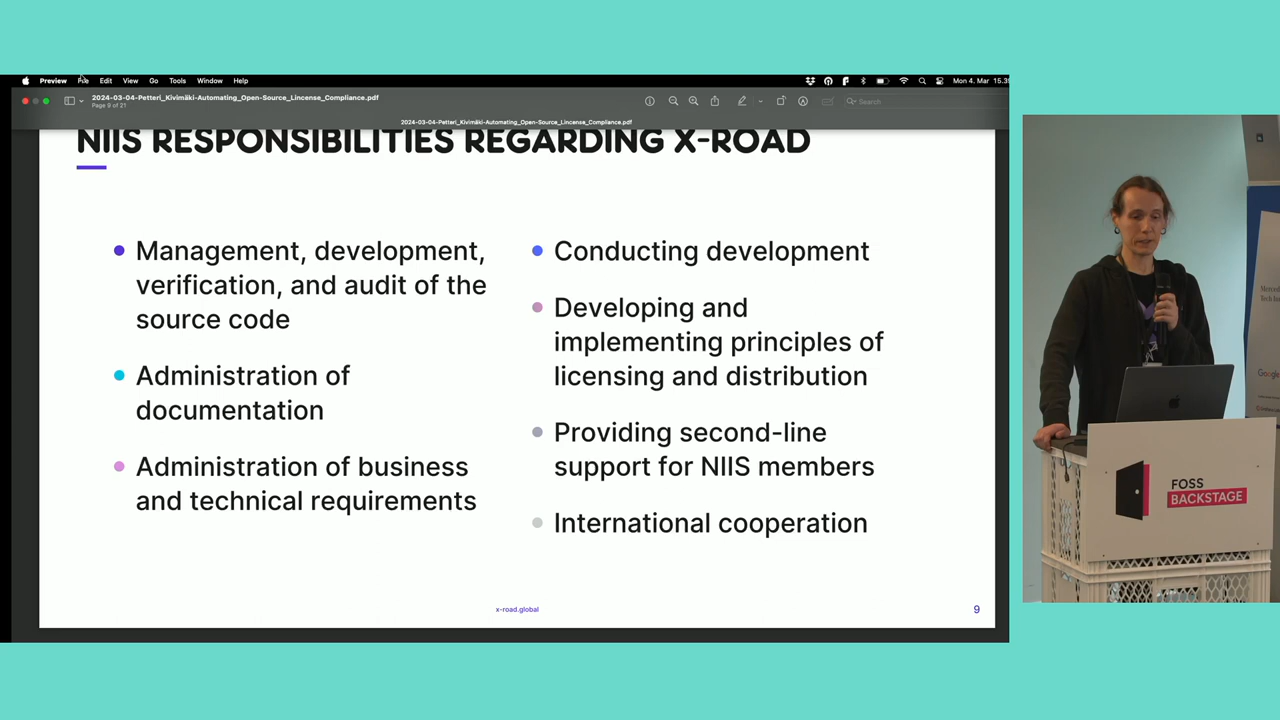 Preview File Edit View Go Tools Window Help
Mon 4. Mar 15.3
2024-03-04-Petteri_Kivimäki-Automating_Open-Source_Lincense_Compliance.pdf
Page 9 of 21
Search
2024-03-04-Petteri_Kivimäki-Automating_Open-Source_Lincense_Compliance.pdf
NIIS RESPONSIBILITIES REGARDING X-ROAD
Management, development,
verification, and audit of the
source code
Administration of
documentation
Administration of business
and technical requirements
Conducting development
Developing and
implementing principles of
licensing and distribution
Providing second-line
support for NIIS members
International cooperation
x-road.global
9
FOSS
BACKSTAGE